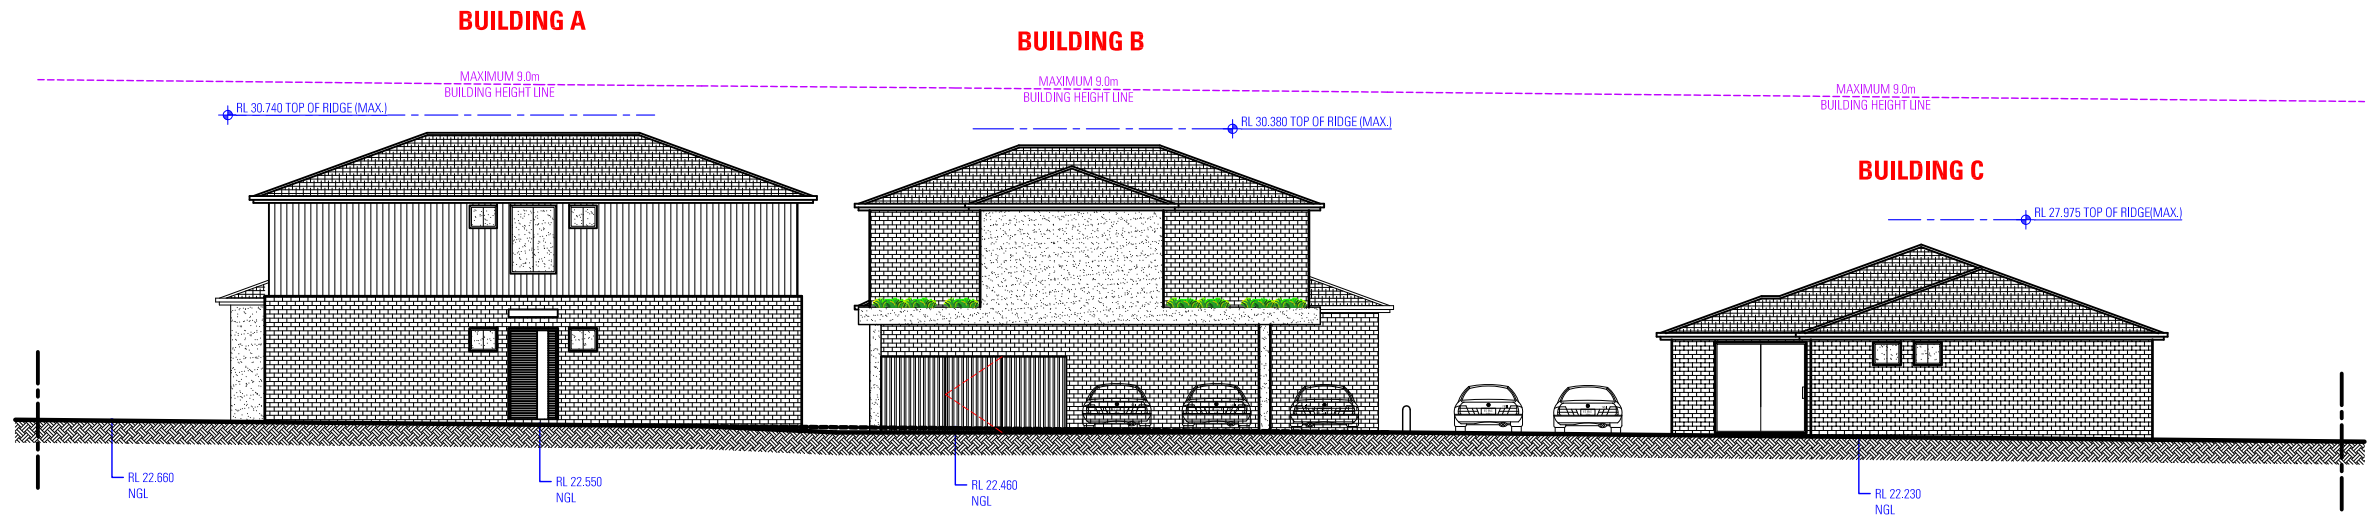 BUILDING A
BUILDING B
MAXIMUM 9.0m
BUILDING HEIGHT LINE
MAXIMUM 9.0m
BUILDING HEIGHT LINE
MAXIMUM 9.0m
BUILDING HEIGHT LINE
RL 30.740 TOP OF RIDGE (MAX.)
RL 30.380 TOP OF RIDGE (MAX.)
BUILDING C
RL 27.975 TOP OF RIDGE(MAX.)
RL 22.660
NGL
RL 22.550
NGL
RL 22.460
NGL
RL 22.230
NGL